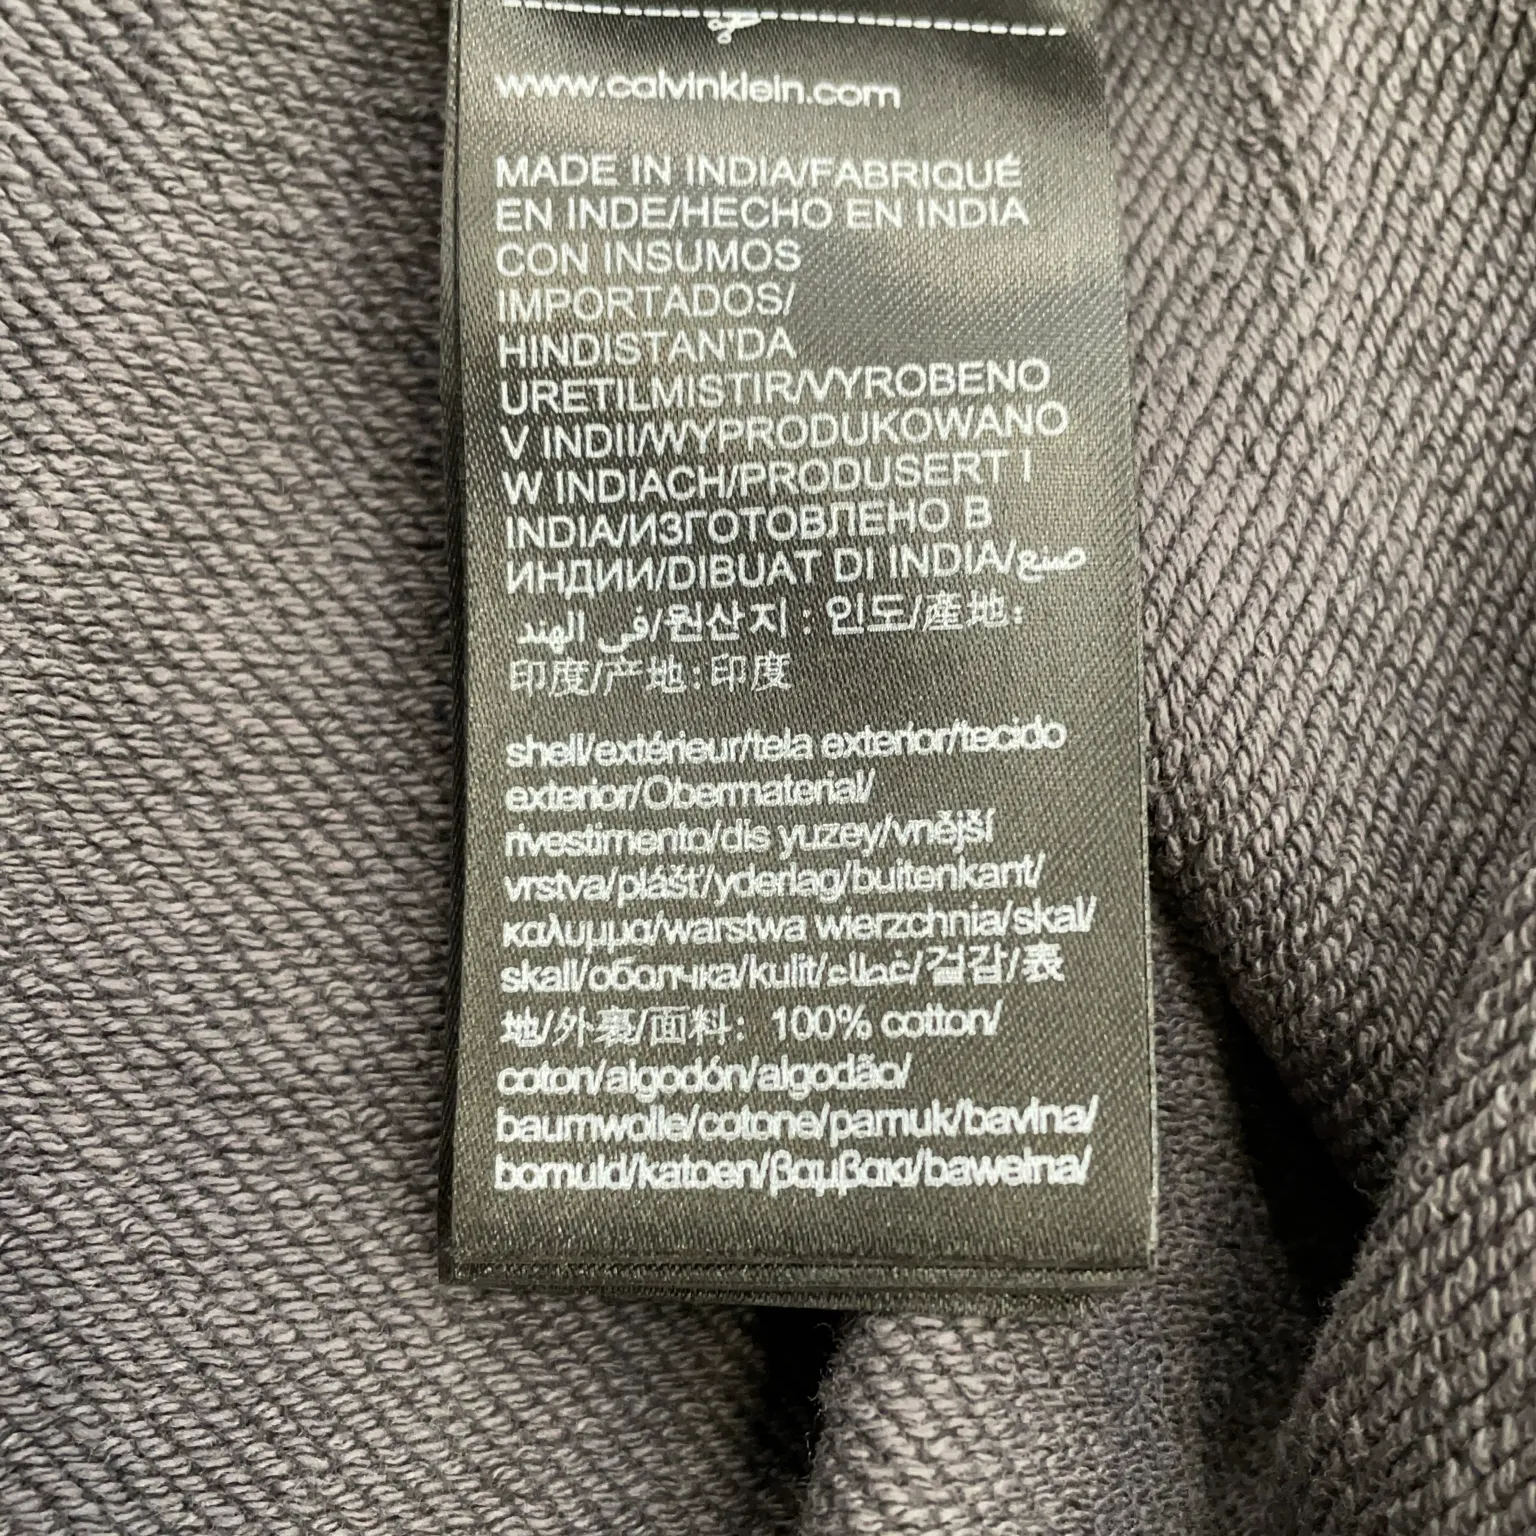 www.calvinklein.com
MADE IN INDIA/FABRIQUÉ
EN INDE/HECHO EN INDIA
CON INSUMOS
IMPORTADOS/
HINDISTAN'DA
URETILMISTIR/VYROBENO
V INDII/WYPRODUKOWANO
W INDIACH/PRODUSERT I
INDIA/ИЗГОТОВЛЕНО В
ИНДИИ/DIBUAT DI INDIA/صنع
في الهند/원산지 : 인도/產地:
印度/产地: 印度
shell/extérieur/tela exterior/tecido
exterior/Obermaterial/
rivestimento/dis yuzey/vnější
vrstva/plášť/yderlag/buitenkant/
καλυμμα/warstwa wierzchnia/skal/
skall/оболчка/kulit/غطاء/겉감/表
地/外裏/面料: 100% cotton/
coton/algodón/algodão/
baumwolle/cotone/pamuk/bavlna/
bomuld/katoen/βαμβακι/bawełna/